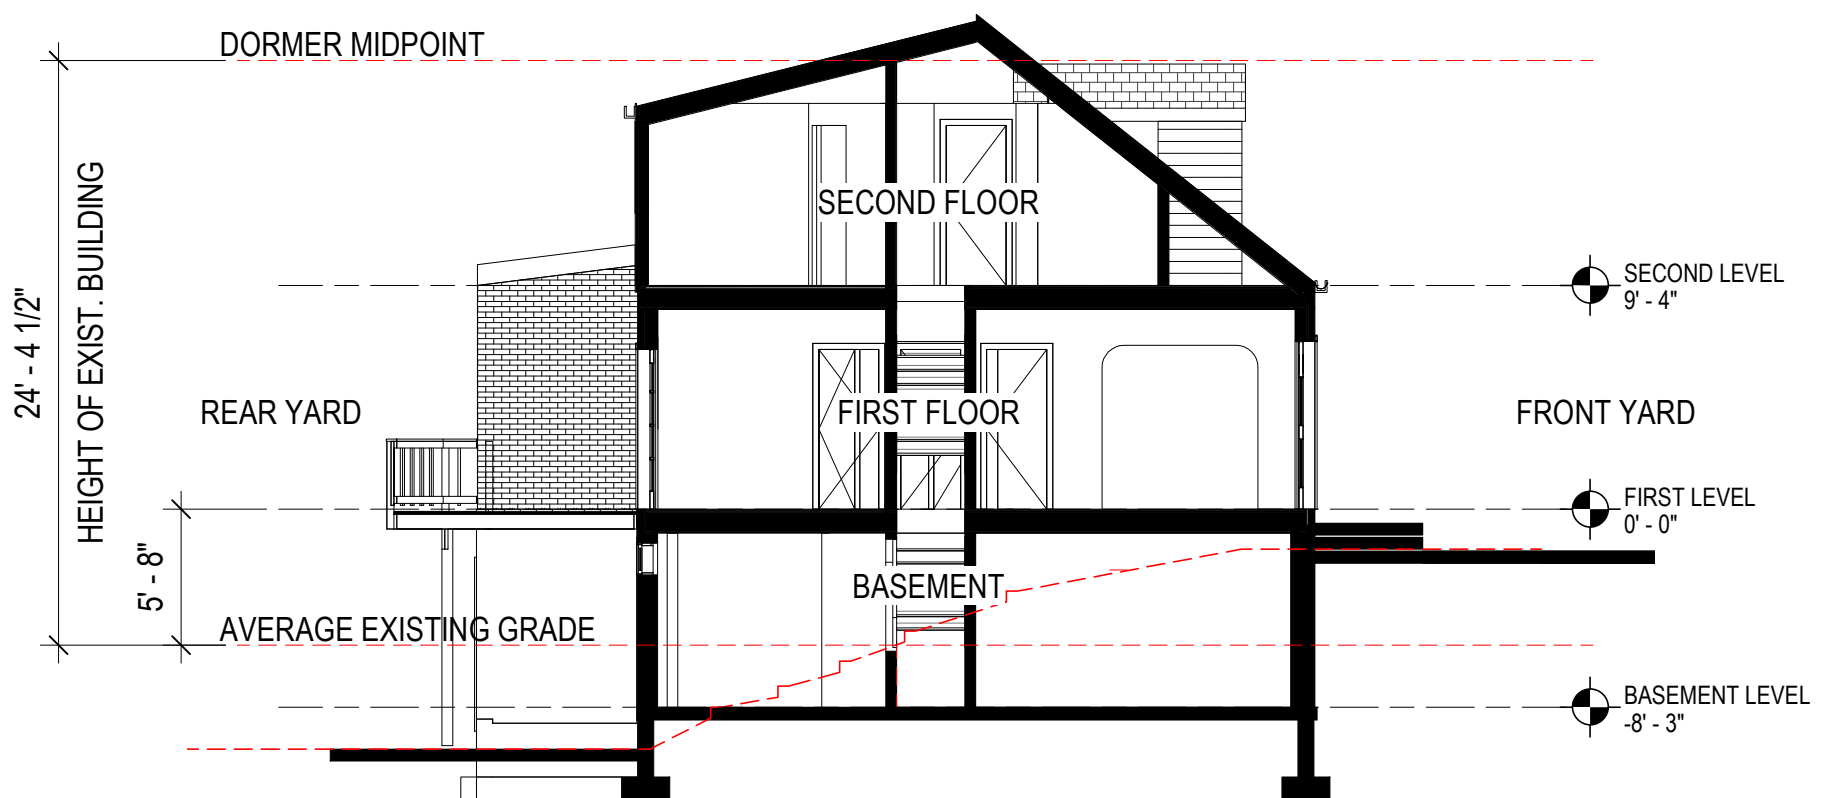 DORMER MIDPOINT
24' - 4 1/2"
HEIGHT OF EXIST. BUILDING
SECOND FLOOR
SECOND LEVEL
9' - 4"
REAR YARD
FIRST FLOOR
FRONT YARD
FIRST LEVEL
0' - 0"
5' - 8"
BASEMENT
AVERAGE EXISTING GRADE
BASEMENT LEVEL
-8' - 3"